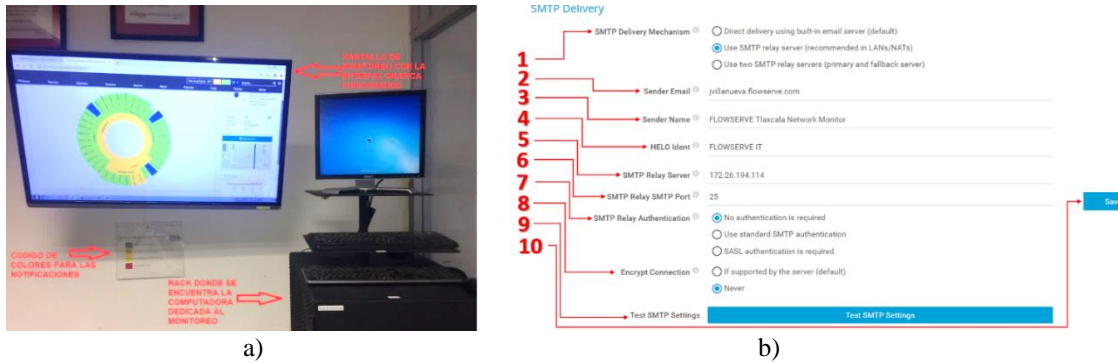 PANTALLO DE
MONITOREO CON LA
CODIGO DE
COLORES PARA LAS
NOTIFICACIONES
RACK DONDE SE
ENCUENTRA LA
COMPUTADORA
DEDICADA AL
MONITOREO
a)
SMTP Delivery
1
2
3
4
5
6
7
8
9
10
SMTP Delivery Mechanism
Direct delivery using built-in email server (default)
Use SMTP relay server (recommended in LANs/NATs)
Use two SMTP relay servers (primary and fallback server)
Sender Email
jvillanueva.flowserve.com
Sender Name
FLOWSERVE Tlaxcala Network Monitor
HELO Ident
FLOWSERVE IT
SMTP Relay Server
172.26.194.114
SMTP Relay SMTP Port
25
SMTP Relay Authentication
No authentication is required
Use standard SMTP authentication
SASL authentication is required
Encrypt Connection
If supported by the server (default)
Never
Test SMTP Settings
Test SMTP Settings
Sav
b)